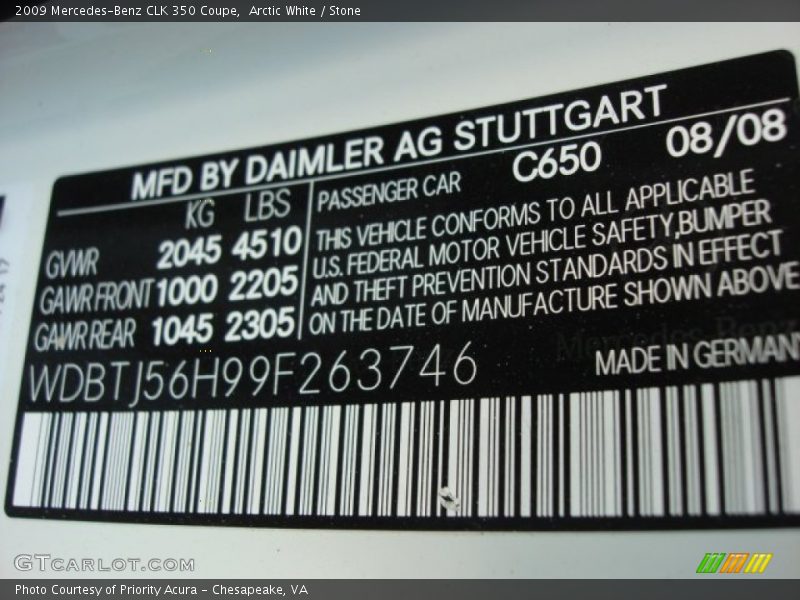 2009 Mercedes-Benz CLK 350 Coupe, Arctic White / Stone
MFD BY DAIMLER AG STUTTGART
KG LBS
GVWR 2045 4510
GAWR FRONT 1000 2205
GAWR REAR 1045 2305
PASSENGER CAR C650 08/08
THIS VEHICLE CONFORMS TO ALL APPLICABLE
U.S. FEDERAL MOTOR VEHICLE SAFETY,BUMPER
AND THEFT PREVENTION STANDARDS IN EFFECT
ON THE DATE OF MANUFACTURE SHOWN ABOVE
WDBTJ56H99F263746
MADE IN GERMANY
GTCARLOT.COM
Photo Courtesy of Priority Acura - Chesapeake, VA